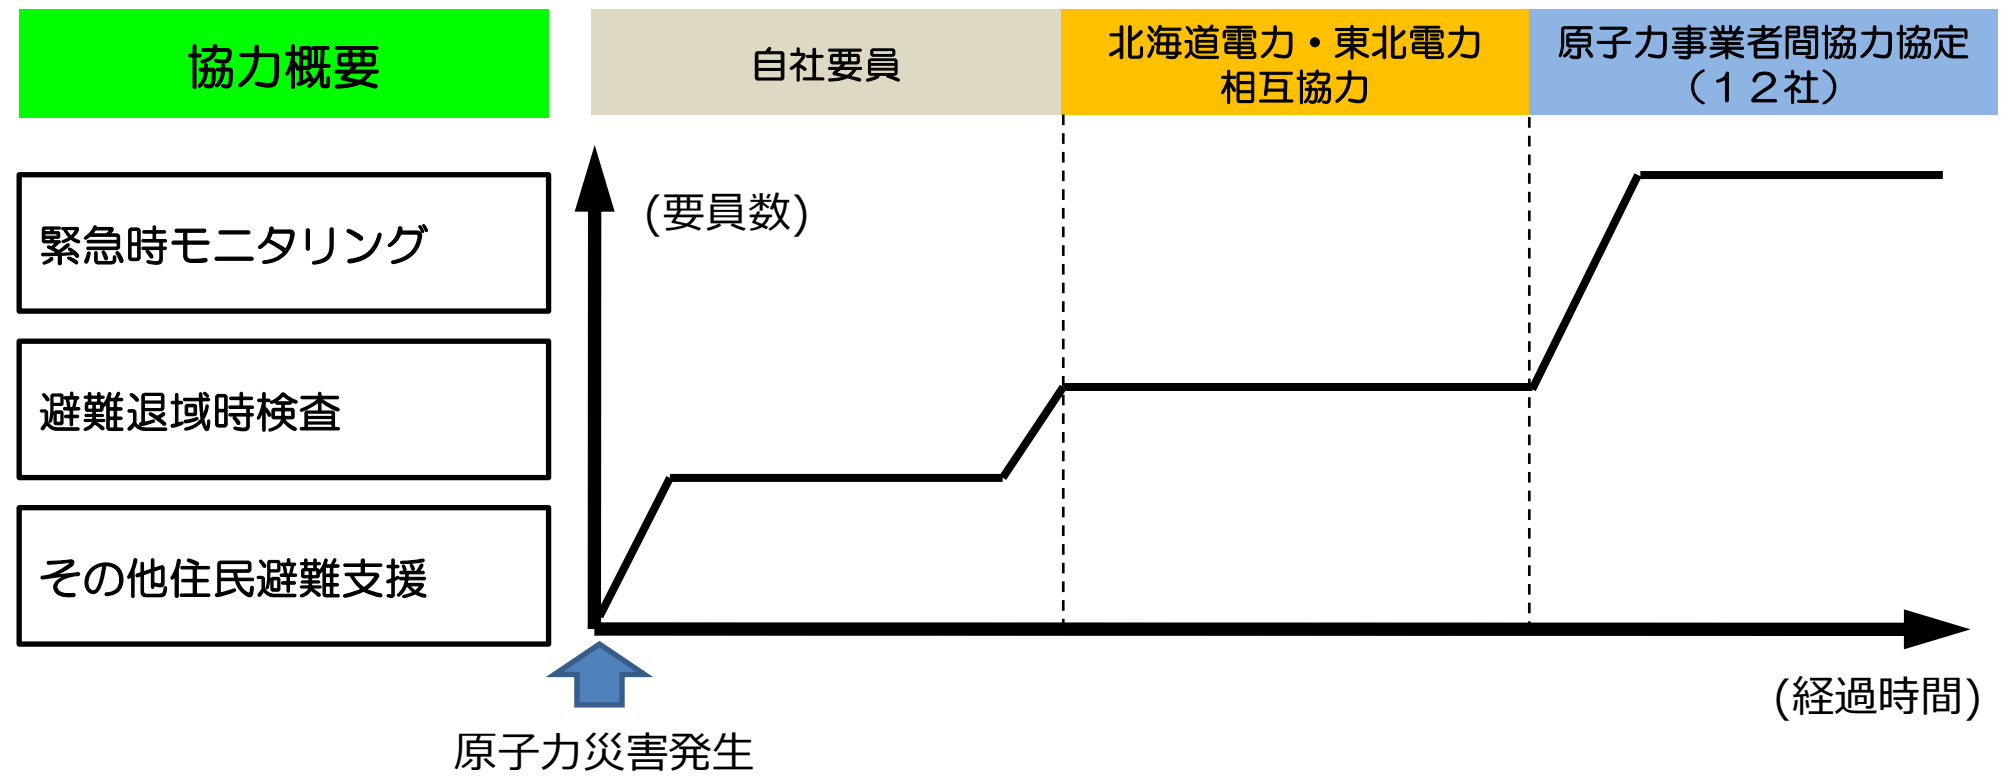 協力概要
自社要員
北海道電力・東北電力
相互協力
原子力事業者間協力協定
（１２社）
緊急時モニタリング
避難退域時検査
その他住民避難支援
(要員数)
(経過時間)
原子力災害発生